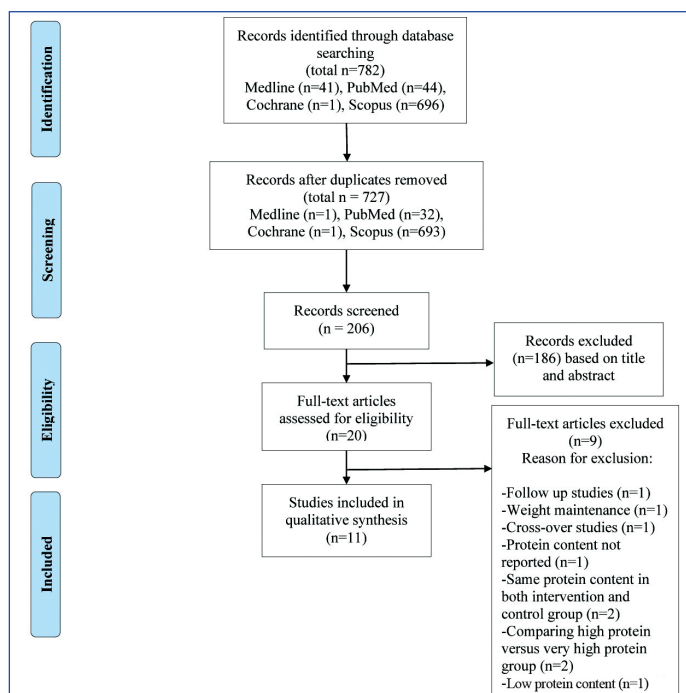 Identification
Records identified through database
searching
(total n=782)
Medline (n=41), PubMed (n=44),
Cochrane (n=1), Scopus (n=696)
Screening
Records after duplicates removed
(total n = 727)
Medline (n=1), PubMed (n=32),
Cochrane (n=1), Scopus (n=693)
Records screened
(n = 206)
Records excluded
(n=186) based on title
and abstract
Eligibility
Full-text articles
assessed for eligibility
(n=20)
Full-text articles excluded
(n=9)
Reason for exclusion:
-Follow up studies (n=1)
-Weight maintenance (n=1)
-Cross-over studies (n=1)
-Protein content not
reported (n=1)
-Same protein content in
both intervention and
control group (n=2)
-Comparing high protein
versus very high protein
group (n=2)
-Low protein content (n=1)
Included
Studies included in
qualitative synthesis
(n=11)